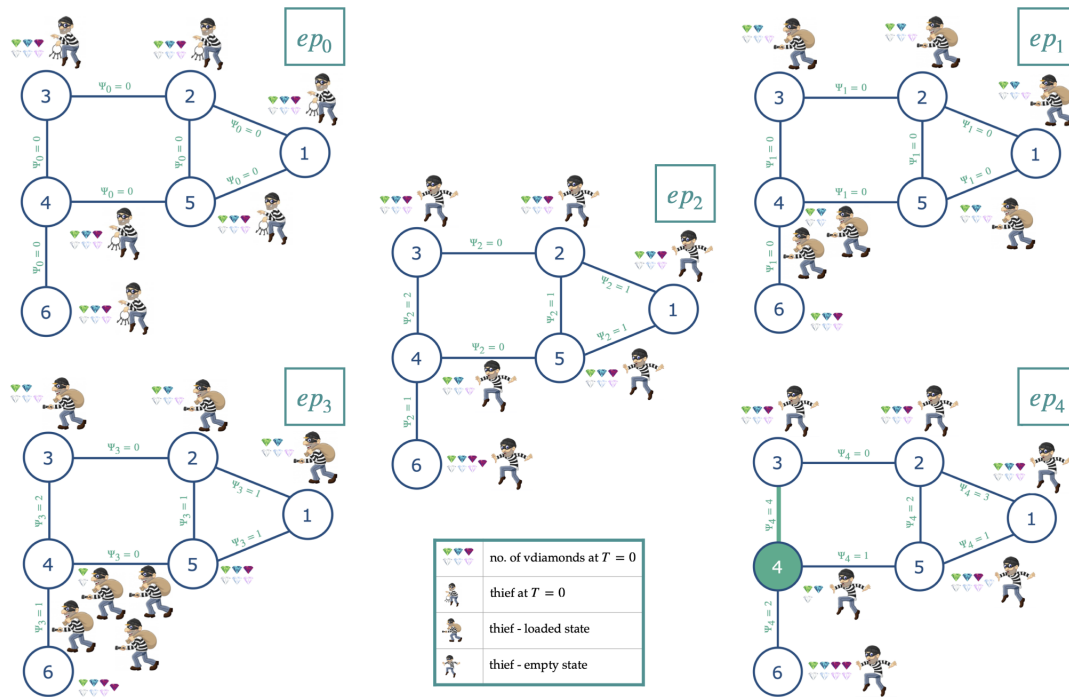 ep₀
3
Ψ₀ = 0
2
Ψ₀ = 0
Ψ₀ = 0
Ψ₀ = 0
1
Ψ₀ = 0
4
Ψ₀ = 0
5
Ψ₀ = 0
6
ep₁
3
Ψ₁ = 0
2
Ψ₁ = 0
Ψ₁ = 0
Ψ₁ = 0
1
Ψ₁ = 0
4
Ψ₁ = 0
5
Ψ₁ = 0
6
ep₂
3
Ψ₂ = 0
2
Ψ₂ = 1
Ψ₂ = 2
Ψ₂ = 1
1
Ψ₂ = 1
4
Ψ₂ = 0
5
Ψ₂ = 1
6
ep₃
3
Ψ₃ = 0
2
Ψ₃ = 1
Ψ₃ = 2
Ψ₃ = 1
1
Ψ₃ = 1
4
Ψ₃ = 0
5
Ψ₃ = 1
6
ep₄
3
Ψ₄ = 0
2
Ψ₄ = 3
Ψ₄ = 4
Ψ₄ = 2
1
Ψ₄ = 1
4
Ψ₄ = 1
5
Ψ₄ = 2
6
no. of vdiamonds at T = 0
thief at T = 0
thief - loaded state
thief - empty state